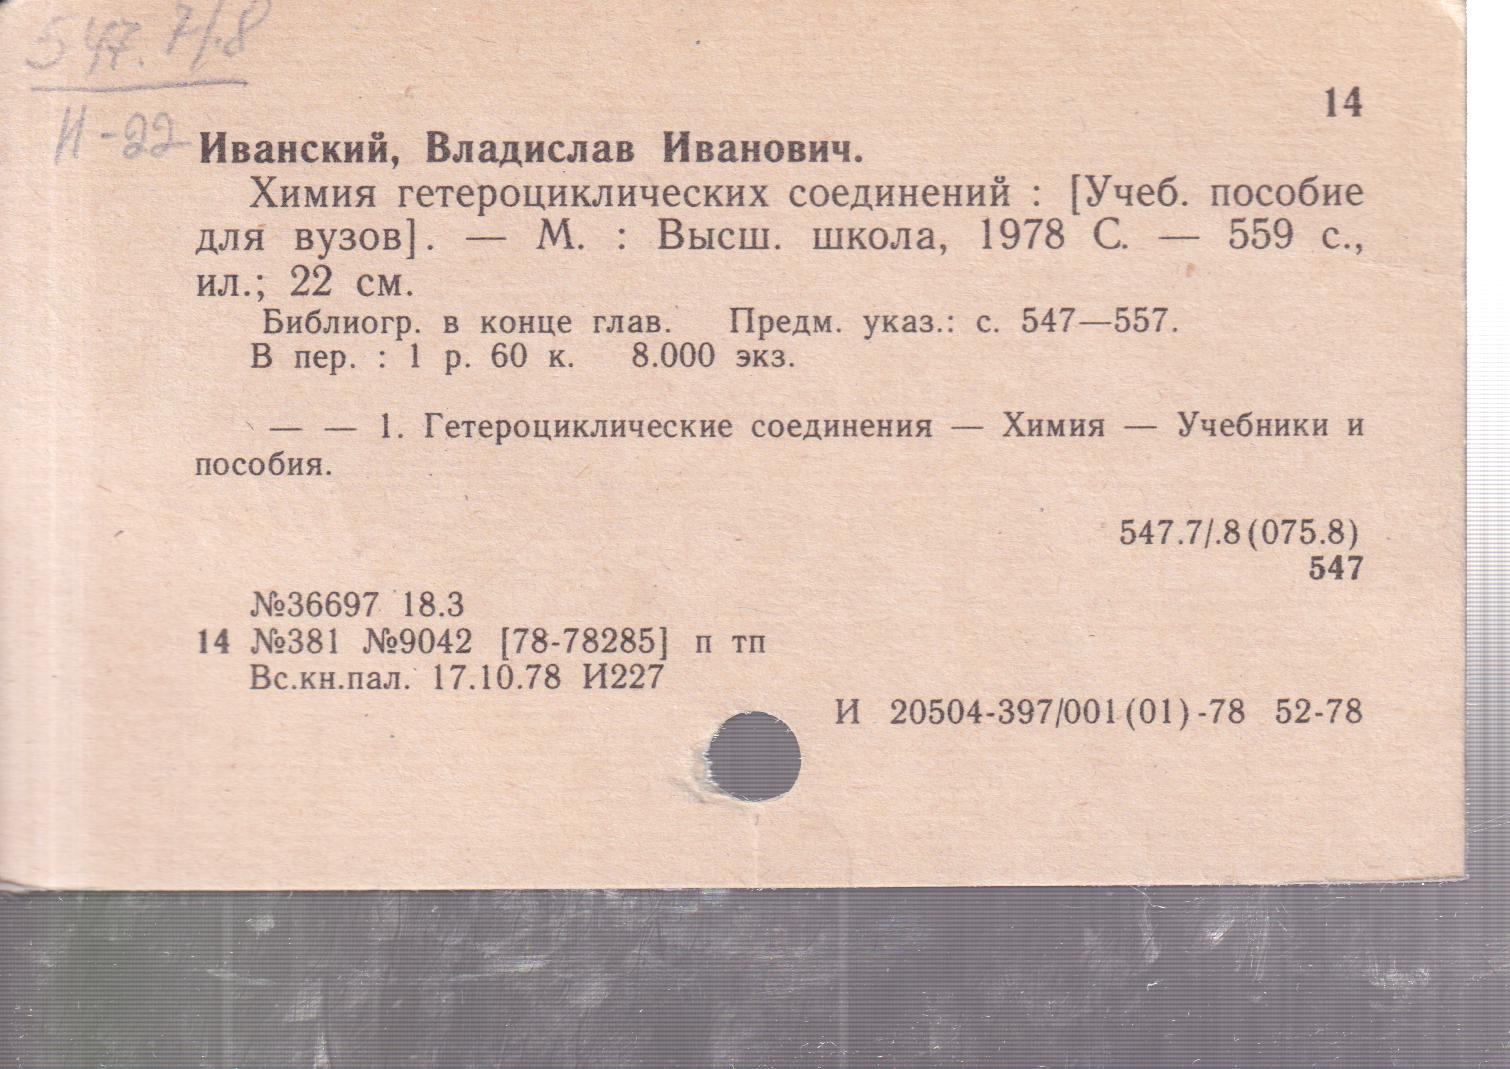 547.7/.8
И-22
14
Иванский, Владислав Иванович.
Химия гетероциклических соединений : [Учеб. пособие
для вузов]. — М. : Высш. школа, 1978 С. — 559 с.,
ил.; 22 см.
Библиогр. в конце глав. Предм. указ.: с. 547—557.
В пер. : 1 р. 60 к. 8.000 экз.
— — 1. Гетероциклические соединения — Химия — Учебники и
пособия.
547.7/.8(075.8)
547
№36697 18.3
14 №381 №9042 [78-78285] п тп
Вс.кн.пал. 17.10.78 И227
И 20504-397/001(01)-78 52-78